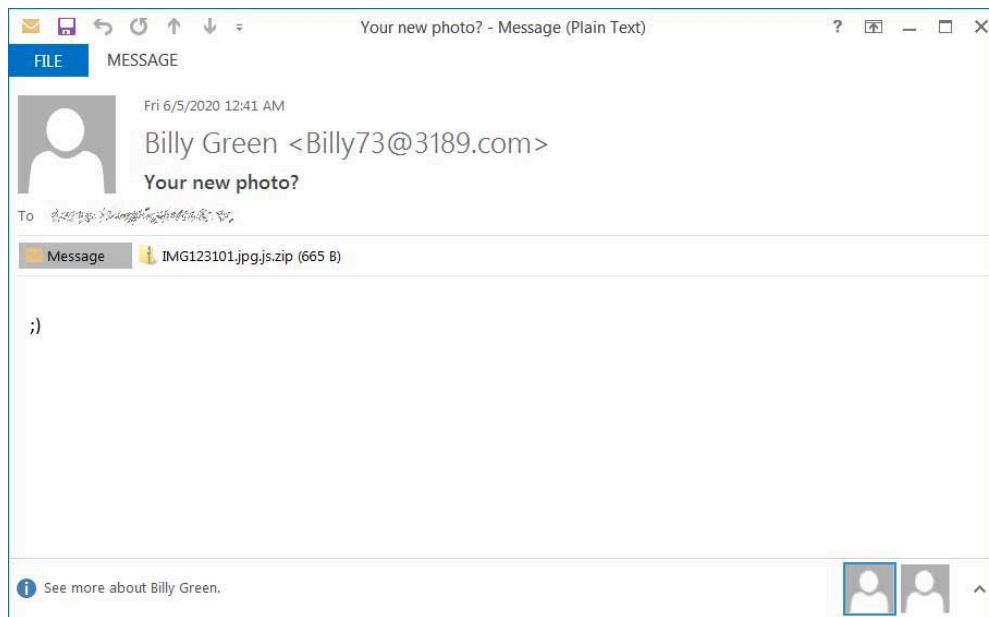 Your new photo? - Message (Plain Text)
?
FILE MESSAGE
Fri 6/5/2020 12:41 AM
Billy Green <Billy73@3189.com>
Your new photo?
To
Message IMG123101.jpg.js.zip (665 B)
;)
See more about Billy Green.